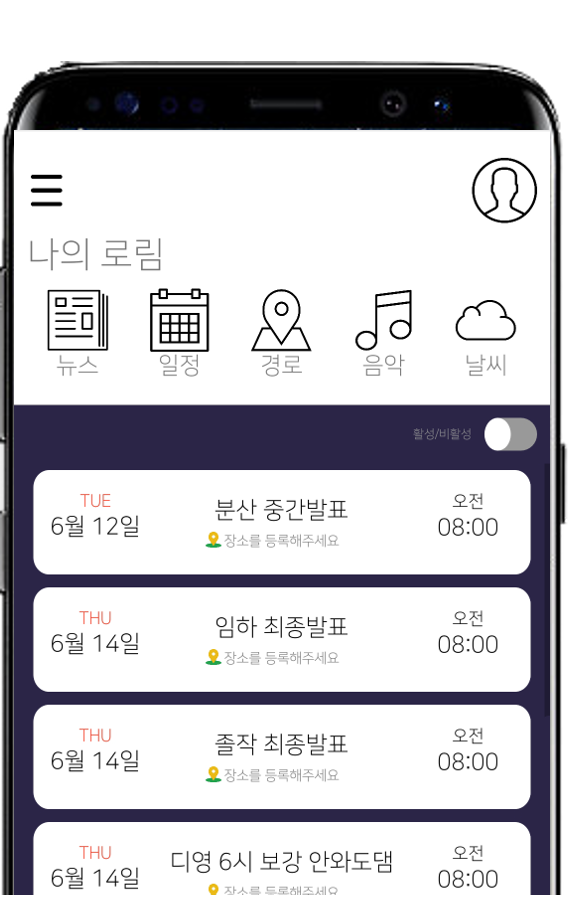 나의 로림
뉴스 일정 경로 음악 날씨
활성/비활성
TUE
6월 12일
분산 중간발표
장소를 등록해주세요
오전
08:00
THU
6월 14일
임하 최종발표
장소를 등록해주세요
오전
08:00
THU
6월 14일
졸작 최종발표
장소를 등록해주세요
오전
08:00
THU
6월 14일
디영 6시 보강 안와도댐
장소를 등록해주세요
오전
08:00